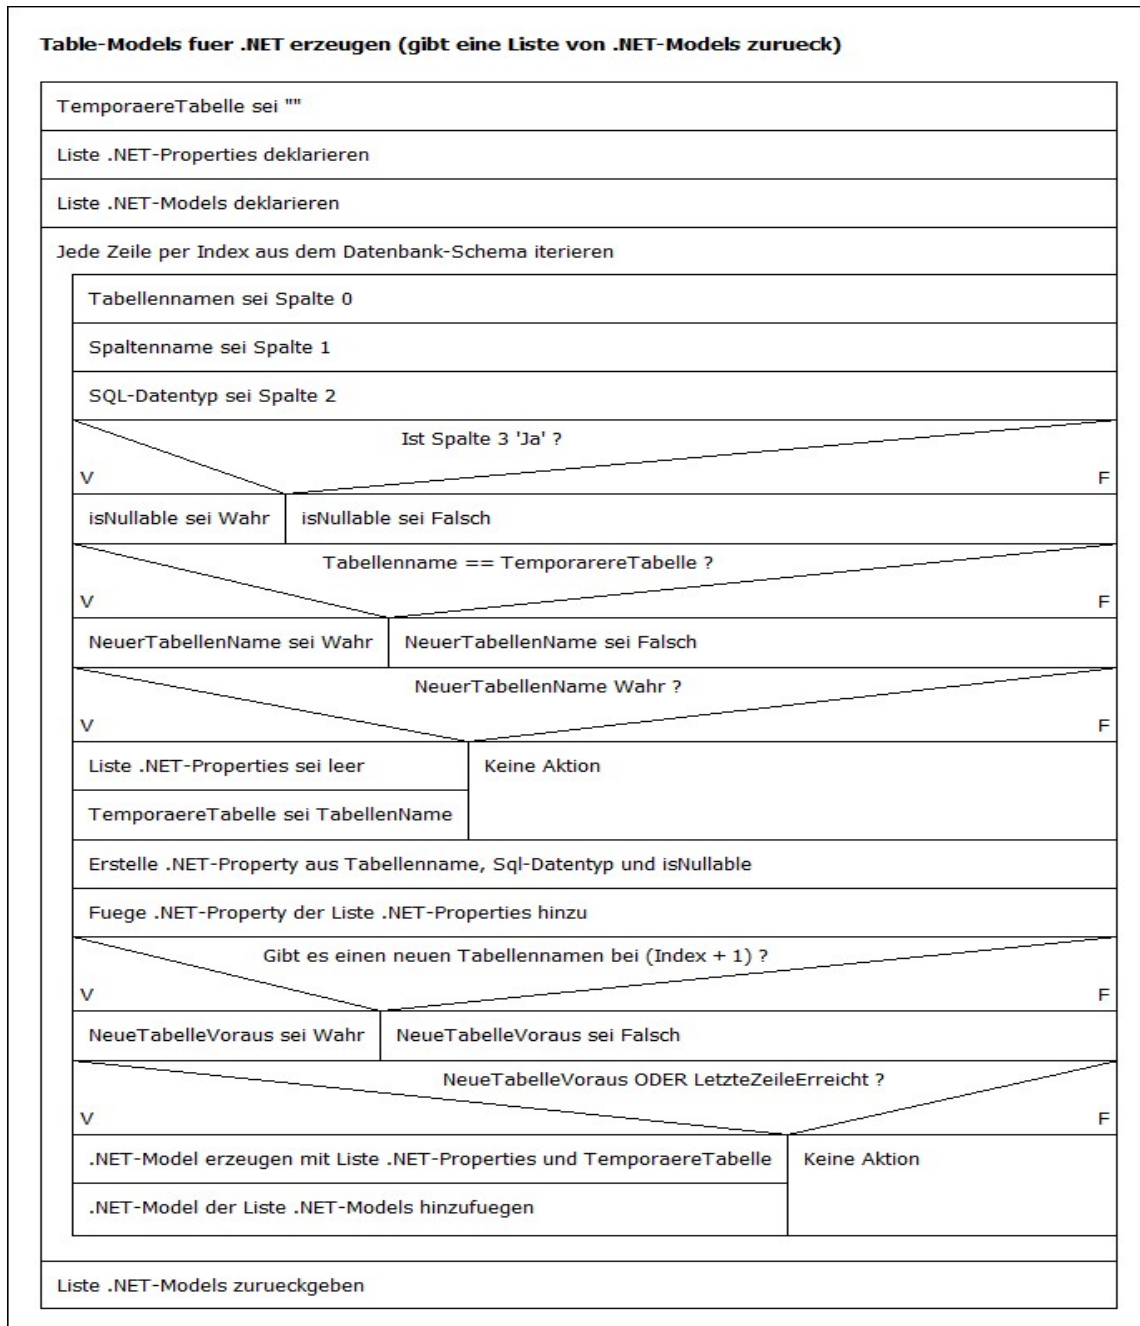 Table-Models fuer .NET erzeugen (gibt eine Liste von .NET-Models zurueck)
TemporaereTabelle sei ""
Liste .NET-Properties deklarieren
Liste .NET-Models deklarieren
Jede Zeile per Index aus dem Datenbank-Schema iterieren
Tabellennamen sei Spalte 0
Spaltenname sei Spalte 1
SQL-Datentyp sei Spalte 2
Ist Spalte 3 'Ja' ?
V F
isNullable sei Wahr isNullable sei Falsch
Tabellenname == TemporarereTabelle ?
V F
NeuerTabellenName sei Wahr NeuerTabellenName sei Falsch
NeuerTabellenName Wahr ?
V F
Liste .NET-Properties sei leer Keine Aktion
TemporaereTabelle sei TabellenName
Erstelle .NET-Property aus Tabellenname, Sql-Datentyp und isNullable
Fuege .NET-Property der Liste .NET-Properties hinzu
Gibt es einen neuen Tabellennamen bei (Index + 1) ?
V F
NeueTabelleVoraus sei Wahr NeueTabelleVoraus sei Falsch
NeueTabelleVoraus ODER LetzteZeileErreicht ?
V F
.NET-Model erzeugen mit Liste .NET-Properties und TemporaereTabelle Keine Aktion
.NET-Model der Liste .NET-Models hinzufuegen
Liste .NET-Models zurueckgeben